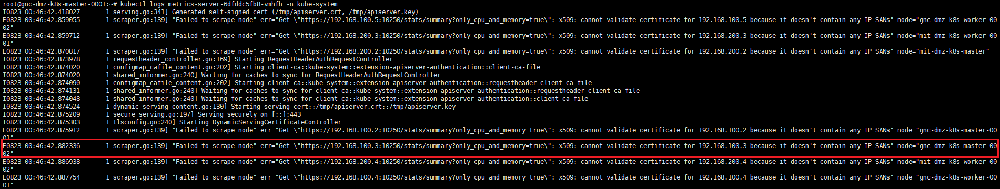 root@gnc-dmz-k8s-master-0001:~# kubectl logs metrics-server-6dfddc5fb8-vmhfh -n kube-system
I0823 00:46:42.418027       1 serving.go:341] Generated self-signed cert (/tmp/apiserver.crt, /tmp/apiserver.key)
E0823 00:46:42.859055       1 scraper.go:139] "Failed to scrape node" err="Get \"https://192.168.100.5:10250/stats/summary?only_cpu_and_memory=true\": x509: cannot validate certificate for 192.168.100.5 because it doesn't contain any IP SANs" node="gnc-dmz-k8s-worker-00
02"
E0823 00:46:42.859712       1 scraper.go:139] "Failed to scrape node" err="Get \"https://192.168.200.3:10250/stats/summary?only_cpu_and_memory=true\": x509: cannot validate certificate for 192.168.200.3 because it doesn't contain any IP SANs" node="mit-dmz-k8s-worker-00
01"
E0823 00:46:42.870817       1 scraper.go:139] "Failed to scrape node" err="Get \"https://192.168.200.2:10250/stats/summary?only_cpu_and_memory=true\": x509: cannot validate certificate for 192.168.200.2 because it doesn't contain any IP SANs" node="mit-dmz-k8s-master"
I0823 00:46:42.873978       1 requestheader_controller.go:169] Starting RequestHeaderAuthRequestController
I0823 00:46:42.874020       1 configmap_cafile_content.go:202] Starting client-ca::kube-system::extension-apiserver-authentication::client-ca-file
I0823 00:46:42.874020       1 shared_informer.go:240] Waiting for caches to sync for RequestHeaderAuthRequestController
I0823 00:46:42.874090       1 configmap_cafile_content.go:202] Starting client-ca::kube-system::extension-apiserver-authentication::requestheader-client-ca-file
I0823 00:46:42.874131       1 shared_informer.go:240] Waiting for caches to sync for client-ca::kube-system::extension-apiserver-authentication::requestheader-client-ca-file
I0823 00:46:42.874048       1 shared_informer.go:240] Waiting for caches to sync for client-ca::kube-system::extension-apiserver-authentication::client-ca-file
I0823 00:46:42.874524       1 dynamic_serving_content.go:130] Starting serving-cert::/tmp/apiserver.crt::/tmp/apiserver.key
I0823 00:46:42.875209       1 secure_serving.go:197] Serving securely on [::]:443
I0823 00:46:42.875303       1 tlsconfig.go:240] Starting DynamicServingCertificateController
E0823 00:46:42.875912       1 scraper.go:139] "Failed to scrape node" err="Get \"https://192.168.100.2:10250/stats/summary?only_cpu_and_memory=true\": x509: cannot validate certificate for 192.168.100.2 because it doesn't contain any IP SANs" node="gnc-dmz-k8s-master-00
01"
E0823 00:46:42.882336       1 scraper.go:139] "Failed to scrape node" err="Get \"https://192.168.100.3:10250/stats/summary?only_cpu_and_memory=true\": x509: cannot validate certificate for 192.168.100.3 because it doesn't contain any IP SANs" node="gnc-dmz-k8s-master-00
02"
E0823 00:46:42.886938       1 scraper.go:139] "Failed to scrape node" err="Get \"https://192.168.200.4:10250/stats/summary?only_cpu_and_memory=true\": x509: cannot validate certificate for 192.168.200.4 because it doesn't contain any IP SANs" node="mit-dmz-k8s-worker-00
02"
E0823 00:46:42.887754       1 scraper.go:139] "Failed to scrape node" err="Get \"https://192.168.100.4:10250/stats/summary?only_cpu_and_memory=true\": x509: cannot validate certificate for 192.168.100.4 because it doesn't contain any IP SANs" node="gnc-dmz-k8s-worker-00
01"